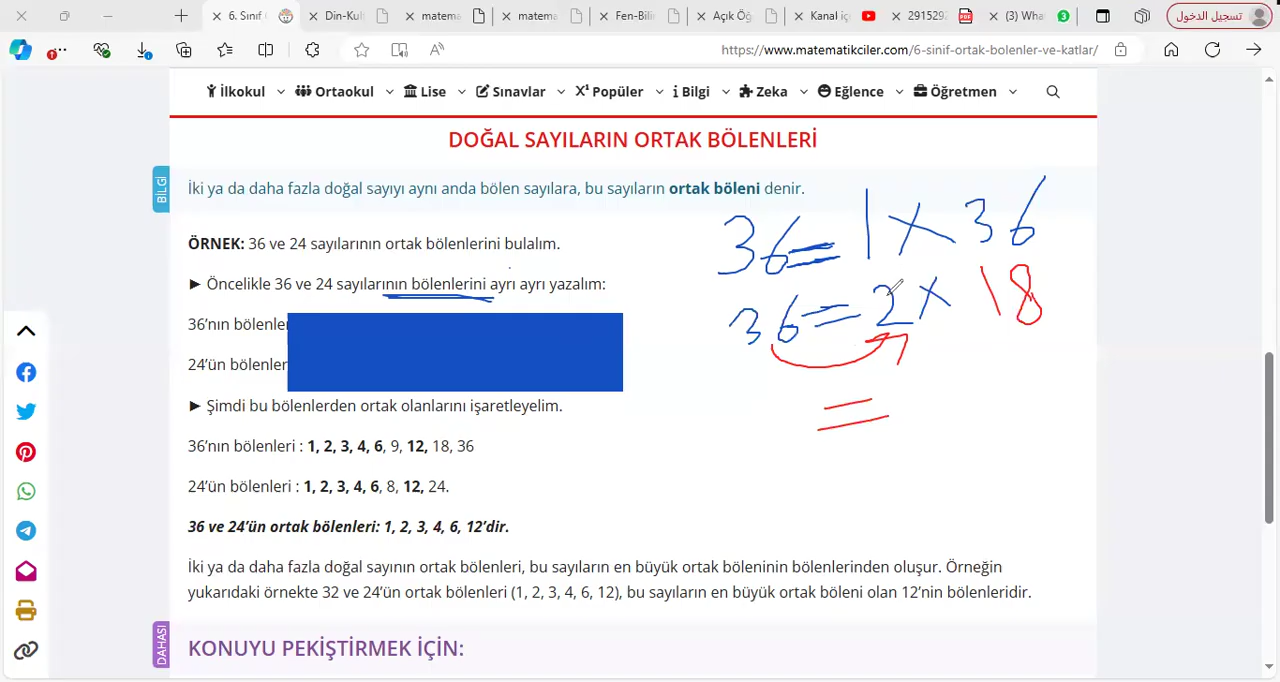 6. Sınıf
Din-Kul
matema
matema
Fen-Bilin
Açık Öğ
Kanal iç
2915292
(3) Wha
تسجيل الدخول
https://www.matematikciler.com/6-sinif-ortak-bolenler-ve-katlar/
İlkokul Ortaokul Lise Sınavlar X² Popüler Bilgi Zeka Eğlence Öğretmen
DOĞAL SAYILARIN ORTAK BÖLENLERİ
BİLGİ
İki ya da daha fazla doğal sayıyı aynı anda bölen sayılara, bu sayıların ortak böleni denir.
36=1x36
ÖRNEK: 36 ve 24 sayılarının ortak bölenlerini bulalım.
► Öncelikle 36 ve 24 sayılarının bölenlerini ayrı ayrı yazalım:
36=2x 18
36’nın bölenler
24’ün bölenler
=
► Şimdi bu bölenlerden ortak olanlarını işaretleyelim.
36’nın bölenleri : 1, 2, 3, 4, 6, 9, 12, 18, 36
24’ün bölenleri : 1, 2, 3, 4, 6, 8, 12, 24.
36 ve 24’ün ortak bölenleri: 1, 2, 3, 4, 6, 12’dir.
İki ya da daha fazla doğal sayının ortak bölenleri, bu sayıların en büyük ortak böleninin bölenlerinden oluşur. Örneğin
yukarıdaki örnekte 32 ve 24’ün ortak bölenleri (1, 2, 3, 4, 6, 12), bu sayıların en büyük ortak böleni olan 12’nin bölenleridir.
DAHASI
KONUYU PEKİŞTİRMEK İÇİN: